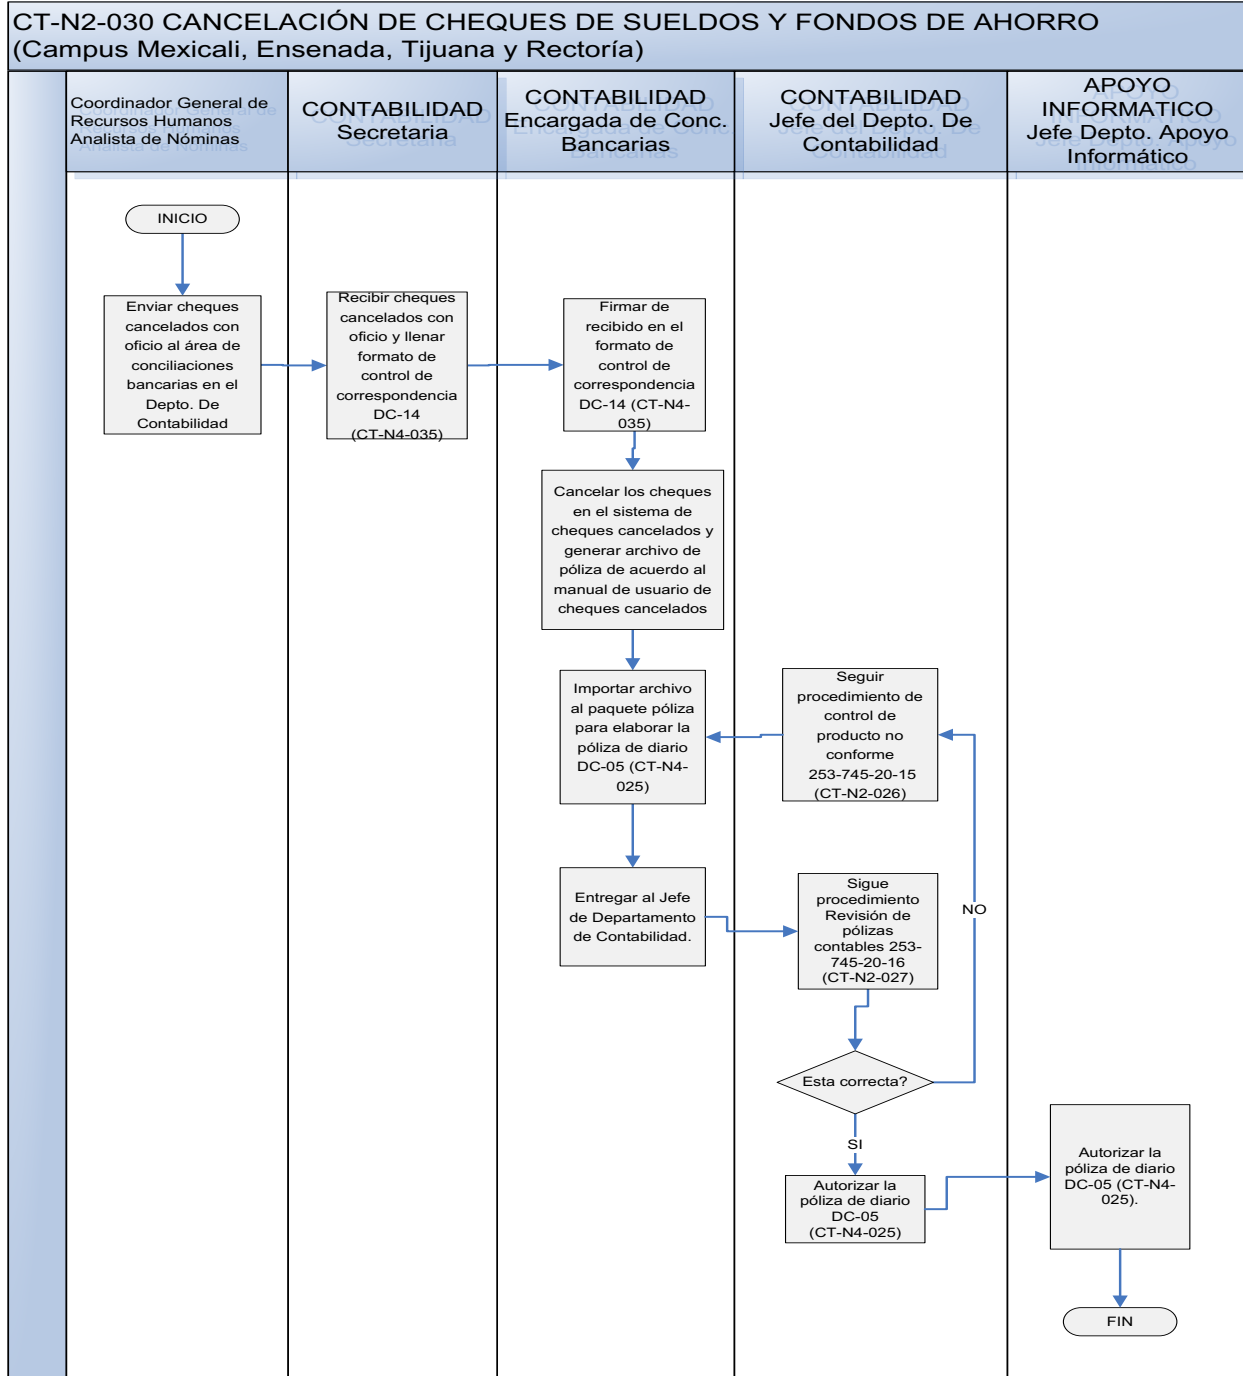 CT-N2-030 CANCELACIÓN DE CHEQUES DE SUELDOS Y FONDOS DE AHORRO
(Campus Mexicali, Ensenada, Tijuana y Rectoría)
Coordinador General de
Recursos Humanos
Analista de Nóminas
CONTABILIDAD
Secretaria
CONTABILIDAD
Encargada de Conc.
Bancarias
CONTABILIDAD
Jefe del Depto. De
Contabilidad
APOYO
INFORMATICO
Jefe Depto. Apoyo
Informático
INICIO
Enviar cheques
cancelados con
oficio al área de
conciliaciones
bancarias en el
Depto. De
Contabilidad
Recibir cheques
cancelados con
oficio y llenar
formato de
control de
correspondencia
DC-14
(CT-N4-035)
Firmar de
recibido en el
formato de
control de
correspondencia
DC-14 (CT-N4-
035)
Cancelar los cheques
en el sistema de
cheques cancelados y
generar archivo de
póliza de acuerdo al
manual de usuario de
cheques cancelados
Importar archivo
al paquete póliza
para elaborar la
póliza de diario
DC-05 (CT-N4-
025)
Seguir
procedimiento de
control de
producto no
conforme
253-745-20-15
(CT-N2-026)
Entregar al Jefe
de Departamento
de Contabilidad.
Sigue
procedimiento
Revisión de
pólizas
contables 253-
745-20-16
(CT-N2-027)
NO
Esta correcta?
SI
Autorizar la
póliza de diario
DC-05
(CT-N4-025)
Autorizar la
póliza de diario
DC-05 (CT-N4-
025).
FIN